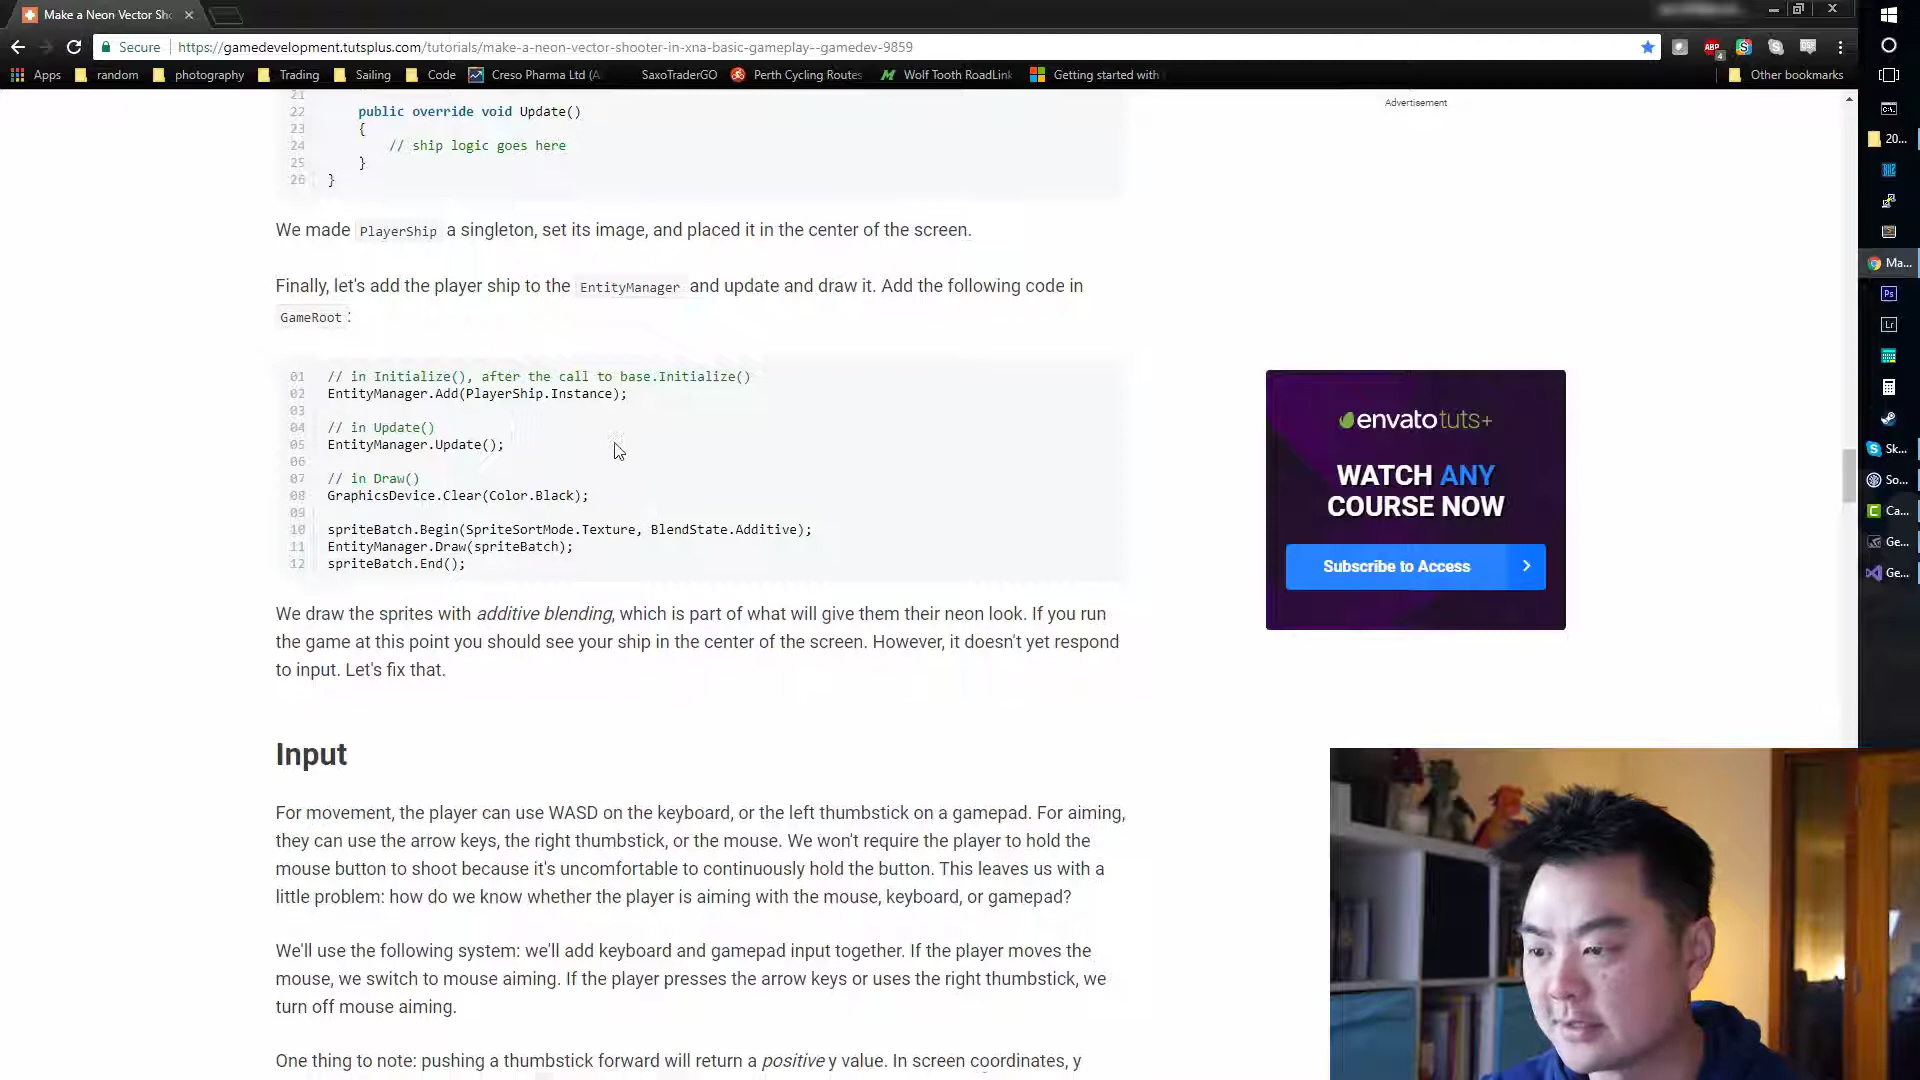 Make a Neon Vector Sh
Secure https://gamedevelopment.tutsplus.com/tutorials/make-a-neon-vector-shooter-in-xna-basic-gameplay--gamedev-9859
ABP
4
Apps random photography Trading Sailing Code Creso Pharma Ltd (A SaxoTraderGO Perth Cycling Routes Wolf Tooth RoadLink Getting started with Other bookmarks
Advertisement
21
22 public override void Update()
23 {
24 // ship logic goes here
25 }
26 }
We made PlayerShip a singleton, set its image, and placed it in the center of the screen.
Finally, let's add the player ship to the EntityManager and update and draw it. Add the following code in
GameRoot :
01 // in Initialize(), after the call to base.Initialize()
02 EntityManager.Add(PlayerShip.Instance);
03
04 // in Update()
05 EntityManager.Update();
06
07 // in Draw()
08 GraphicsDevice.Clear(Color.Black);
09
10 spriteBatch.Begin(SpriteSortMode.Texture, BlendState.Additive);
11 EntityManager.Draw(spriteBatch);
12 spriteBatch.End();
We draw the sprites with additive blending, which is part of what will give them their neon look. If you run
the game at this point you should see your ship in the center of the screen. However, it doesn't yet respond
to input. Let's fix that.
Input
For movement, the player can use WASD on the keyboard, or the left thumbstick on a gamepad. For aiming,
they can use the arrow keys, the right thumbstick, or the mouse. We won't require the player to hold the
mouse button to shoot because it's uncomfortable to continuously hold the button. This leaves us with a
little problem: how do we know whether the player is aiming with the mouse, keyboard, or gamepad?
We'll use the following system: we'll add keyboard and gamepad input together. If the player moves the
mouse, we switch to mouse aiming. If the player presses the arrow keys or uses the right thumbstick, we
turn off mouse aiming.
One thing to note: pushing a thumbstick forward will return a positive y value. In screen coordinates, y
envatotuts+
WATCH ANY
COURSE NOW
Subscribe to Access
20...
Ma...
Ps
Lr
Sk...
So...
Ca...
Ge...
Ge...